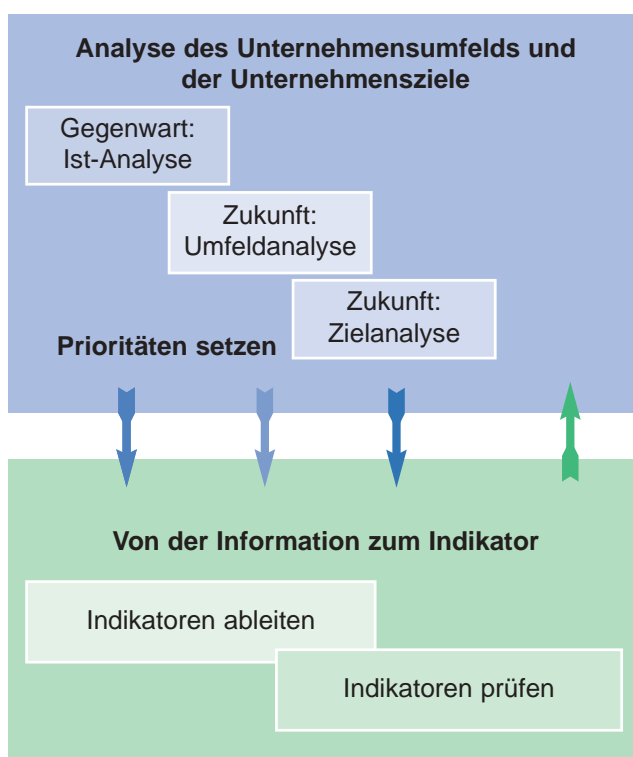 Analyse des Unternehmensumfelds und
der Unternehmensziele
Gegenwart:
Ist-Analyse
Zukunft:
Umfeldanalyse
Zukunft:
Zielanalyse
Prioritäten setzen
Von der Information zum Indikator
Indikatoren ableiten
Indikatoren prüfen